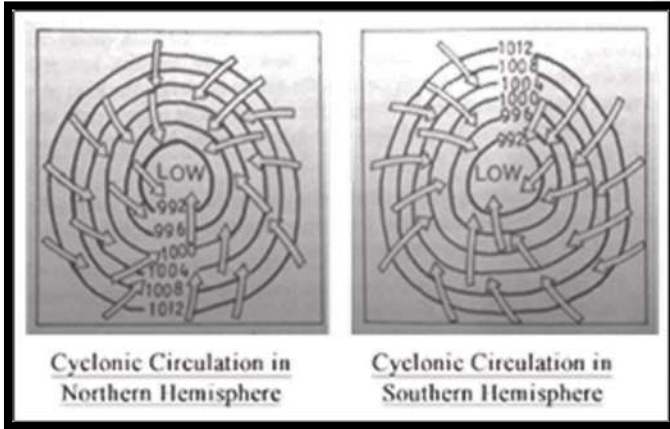 LOW
992
996
1000
1004
1008
1012
Cyclonic Circulation in
Northern Hemisphere
1012
1008
1004
1000
996
992
LOW
Cyclonic Circulation in
Southern Hemisphere